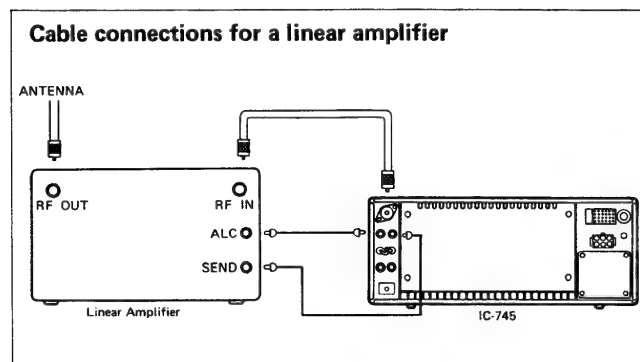 Cable connections for a linear amplifier
ANTENNA
RF OUT
RF IN
ALC
SEND
Linear Amplifier
IC-745